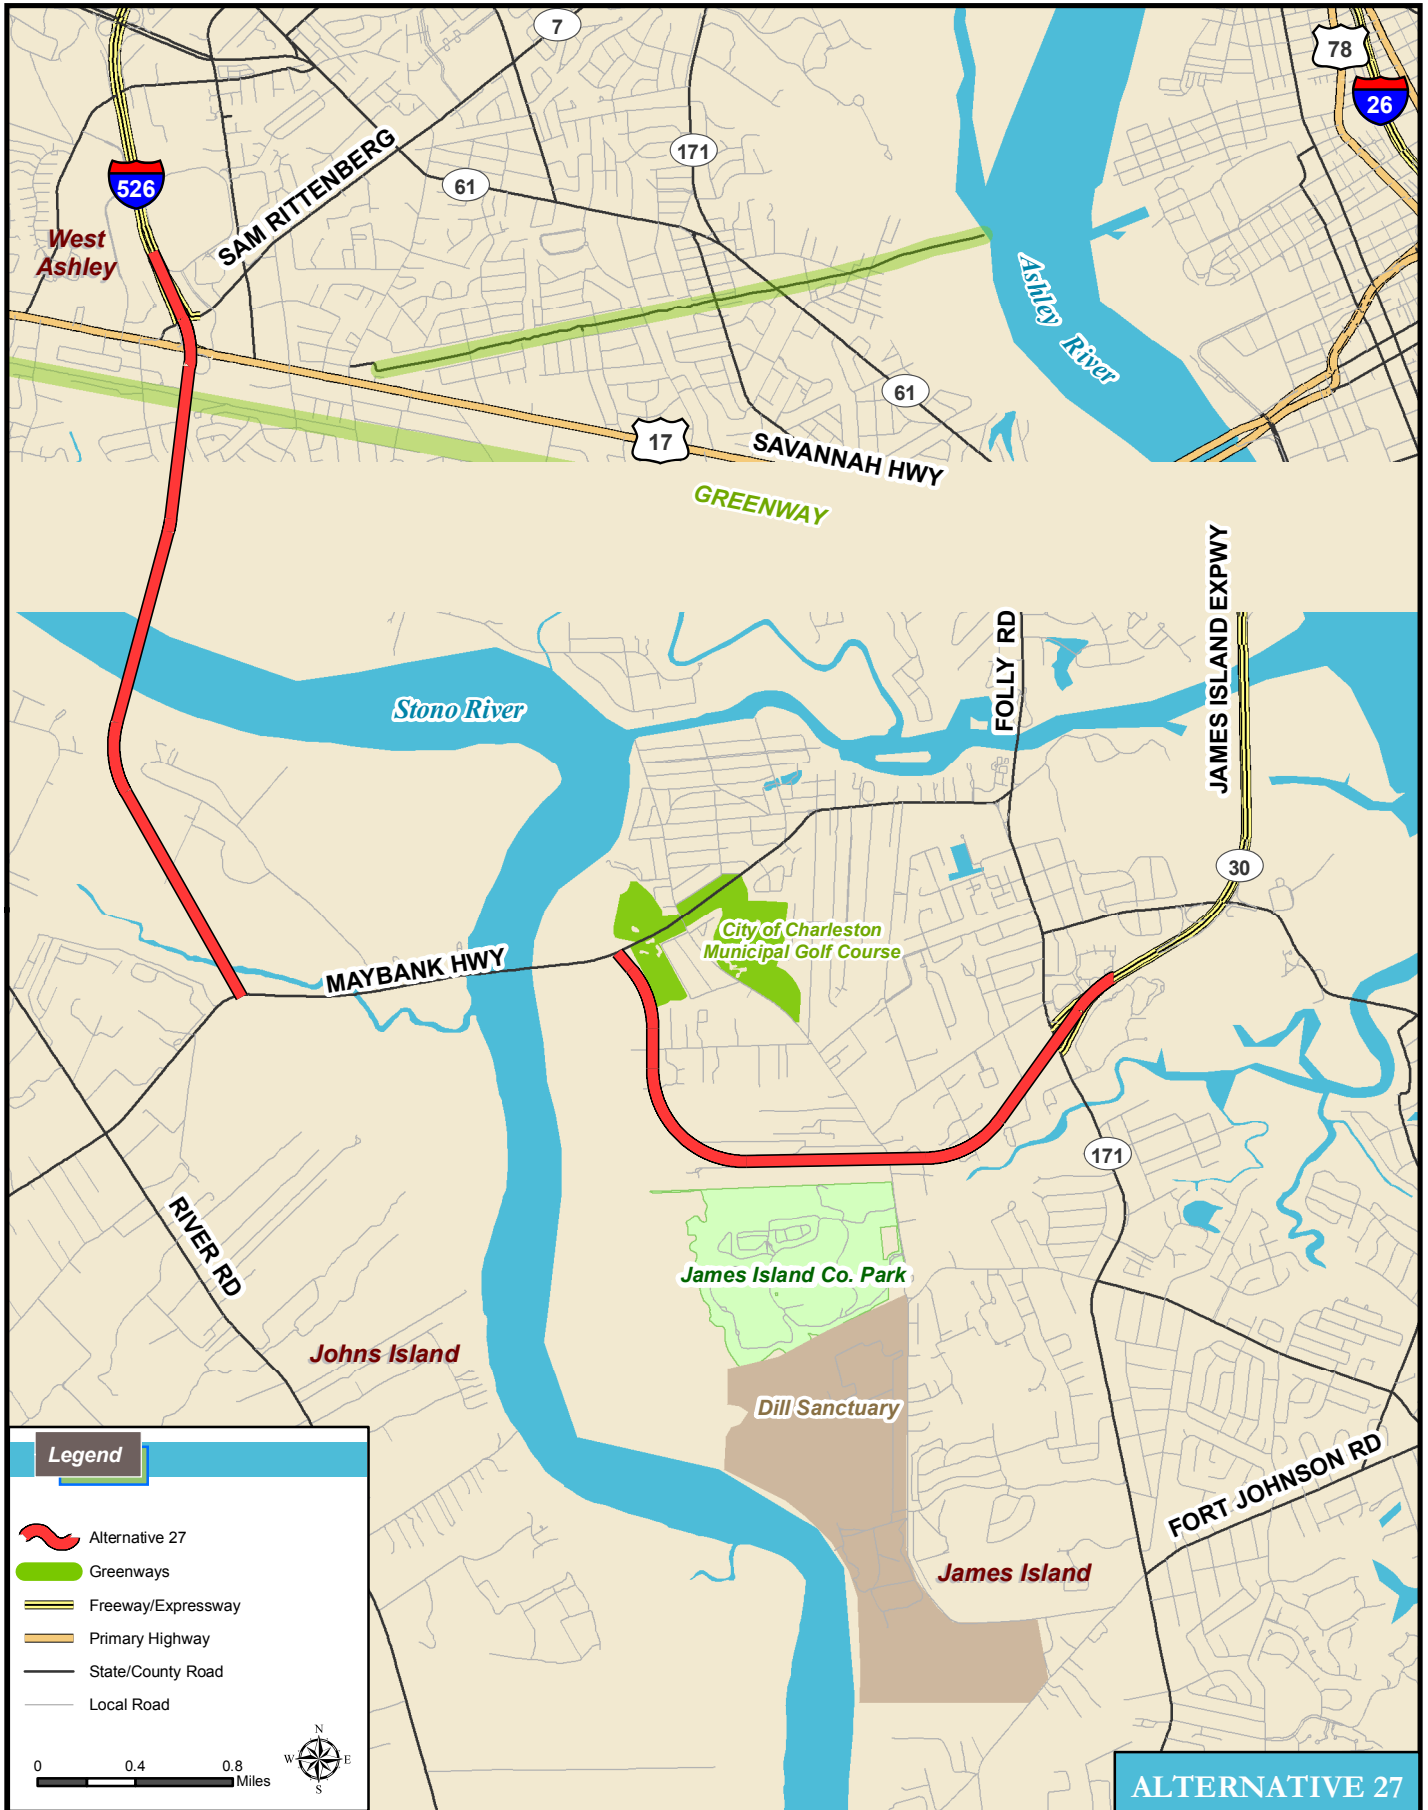 7
78
26
171
526
61
SAM RITTENBERG
West
Ashley
Ashley River
61
17
SAVANNAH HWY
GREENWAY
JAMES ISLAND EXPWY
FOLLY RD
Stono River
30
City of Charleston
Municipal Golf Course
MAYBANK HWY
171
RIVER RD
James Island Co. Park
Johns Island
Dill Sanctuary
FORT JOHNSON RD
James Island
Legend
Alternative 27
Greenways
Freeway/Expressway
Primary Highway
State/County Road
Local Road
N
W E
S
0 0.4 0.8
Miles
ALTERNATIVE 27